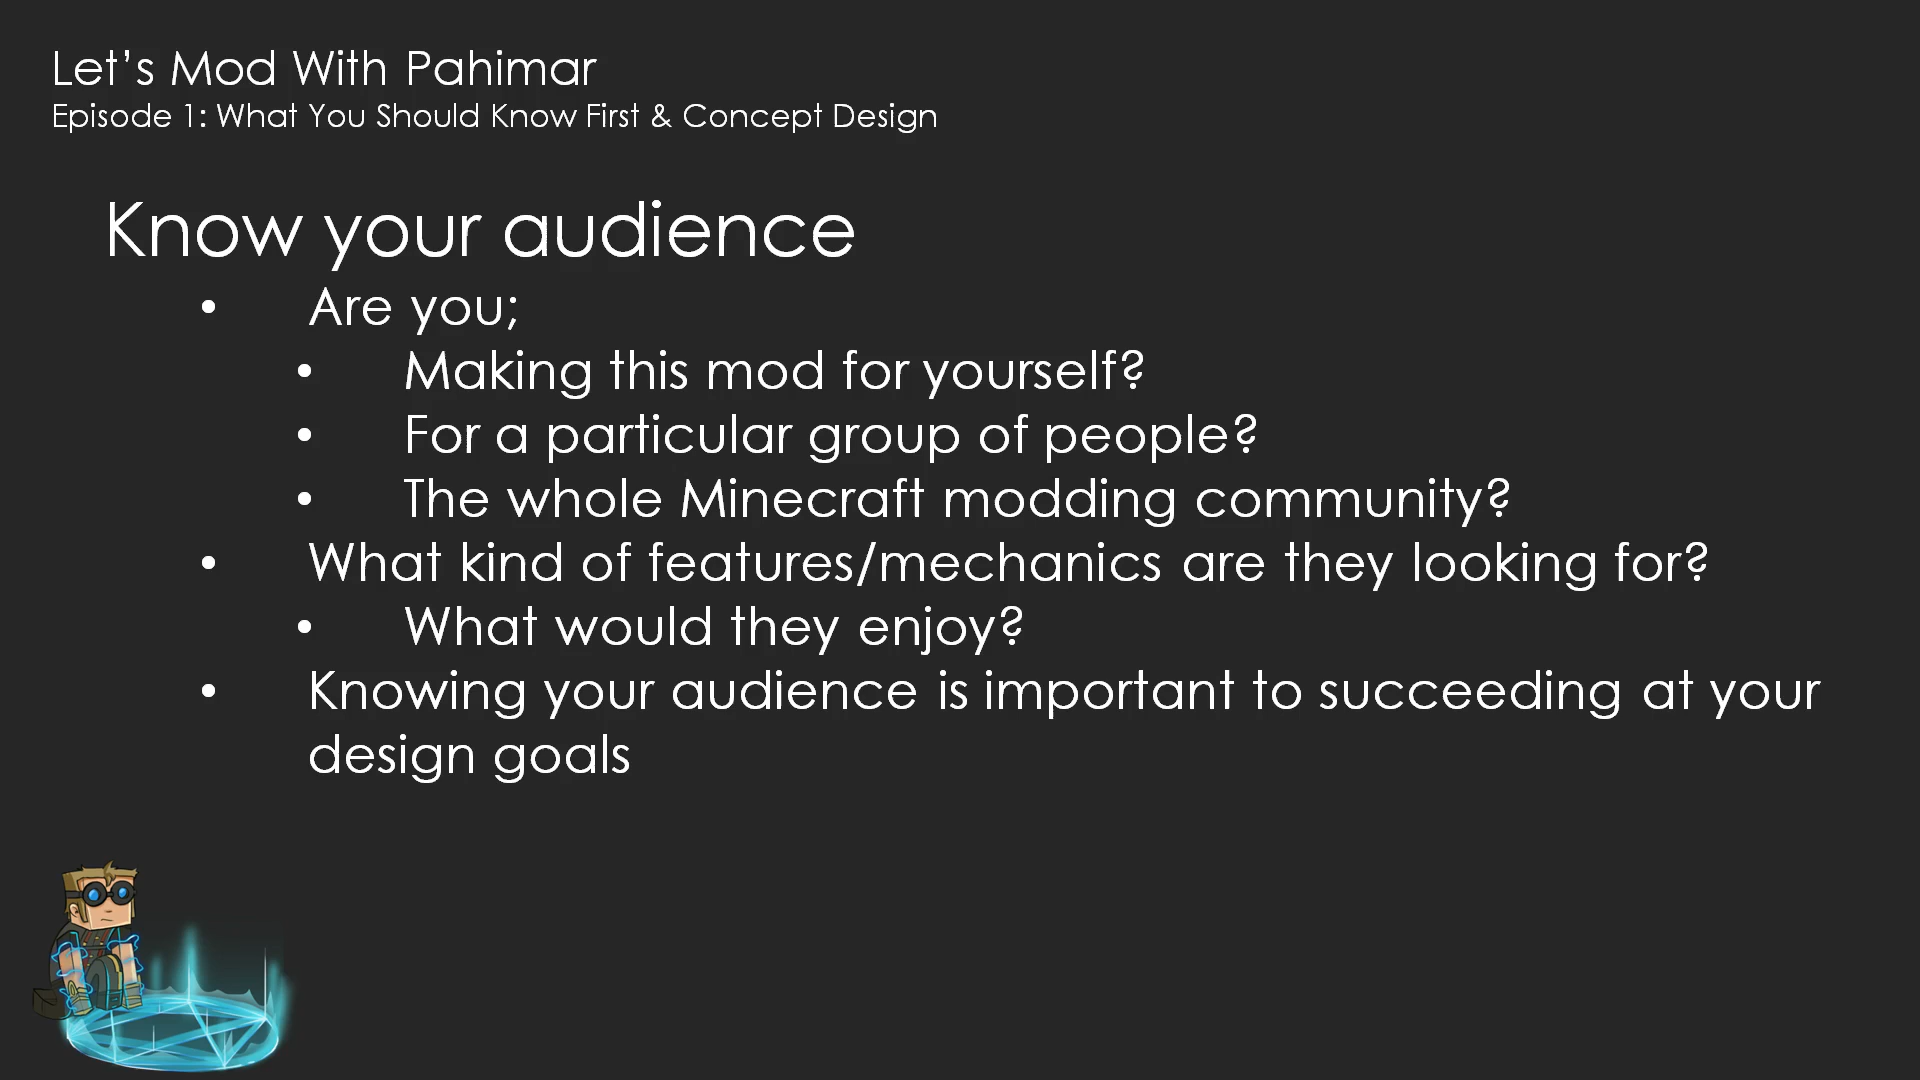 Let's Mod With Pahimar
Episode 1: What You Should Know First & Concept Design
Know your audience
• Are you;
• Making this mod for yourself?
• For a particular group of people?
• The whole Minecraft modding community?
• What kind of features/mechanics are they looking for?
• What would they enjoy?
• Knowing your audience is important to succeeding at your
design goals